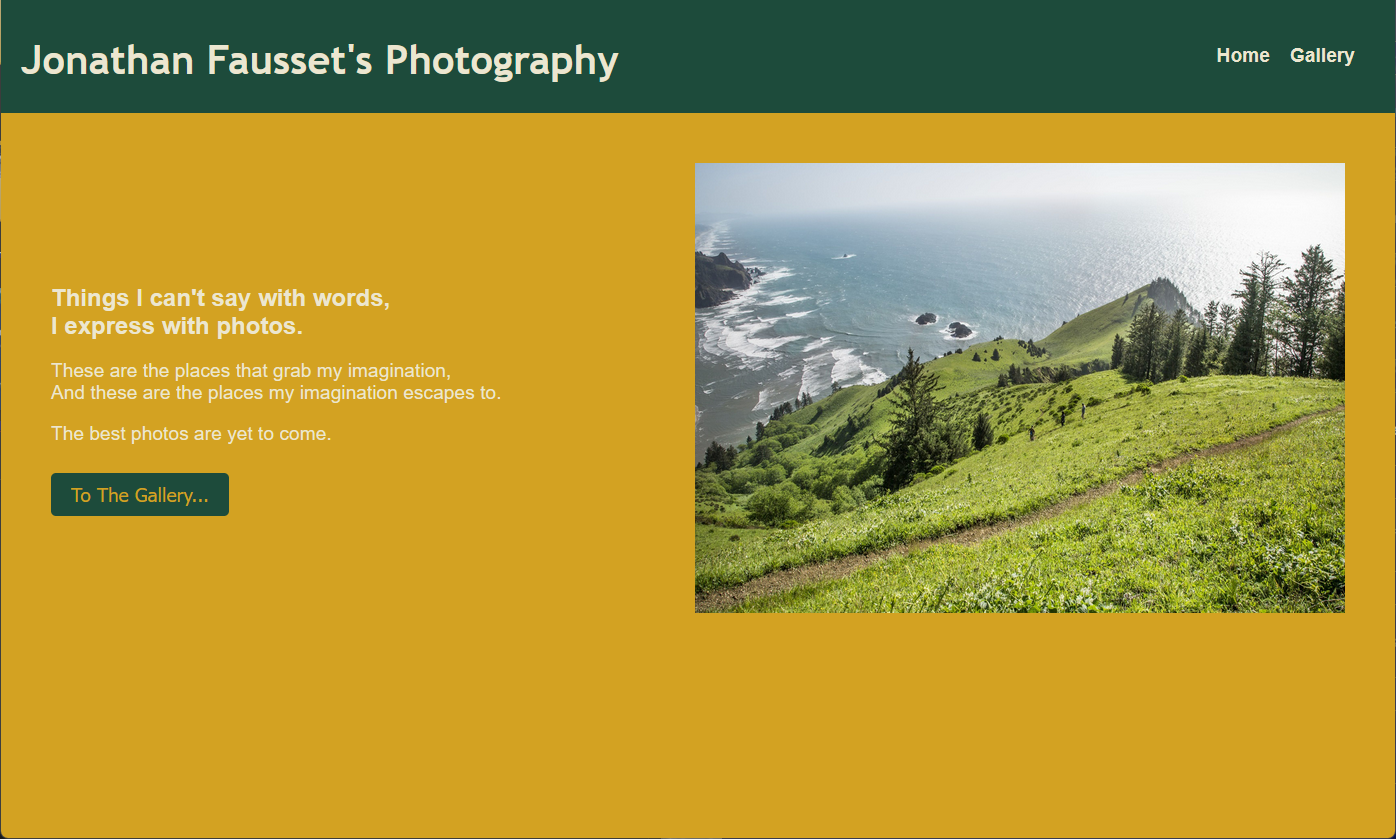 Jonathan Fausset's Photography
Home Gallery
Things I can't say with words,
I express with photos.
These are the places that grab my imagination,
And these are the places my imagination escapes to.
The best photos are yet to come.
To The Gallery...